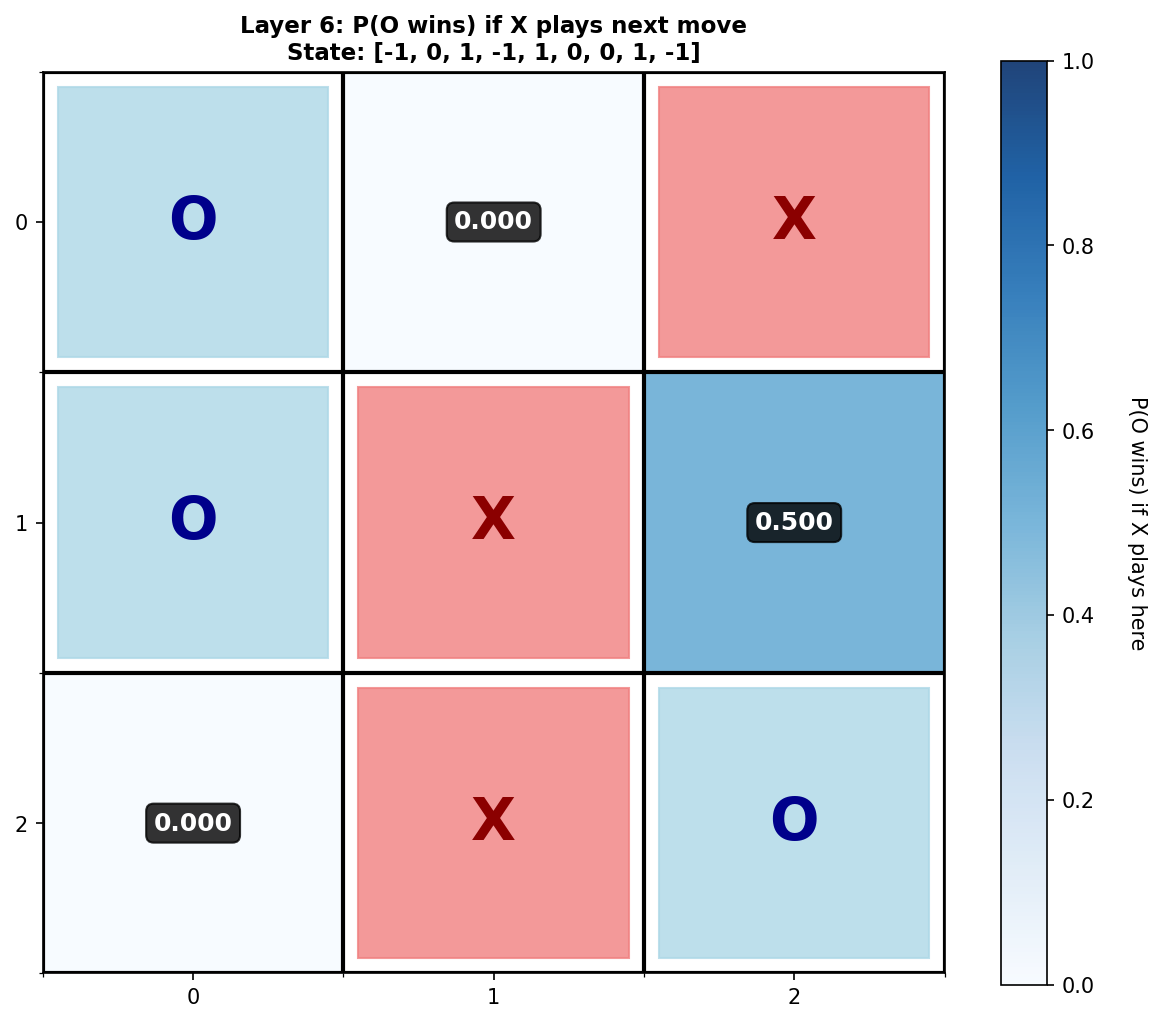 Layer 6: P(O wins) if X plays next move
State: [-1, 0, 1, -1, 1, 0, 0, 1, -1]
0
O
0.000
X
1
O
X
0.500
2
0.000
X
O
0
1
2
1.0
0.8
0.6
0.4
0.2
0.0
P(O wins) if X plays here